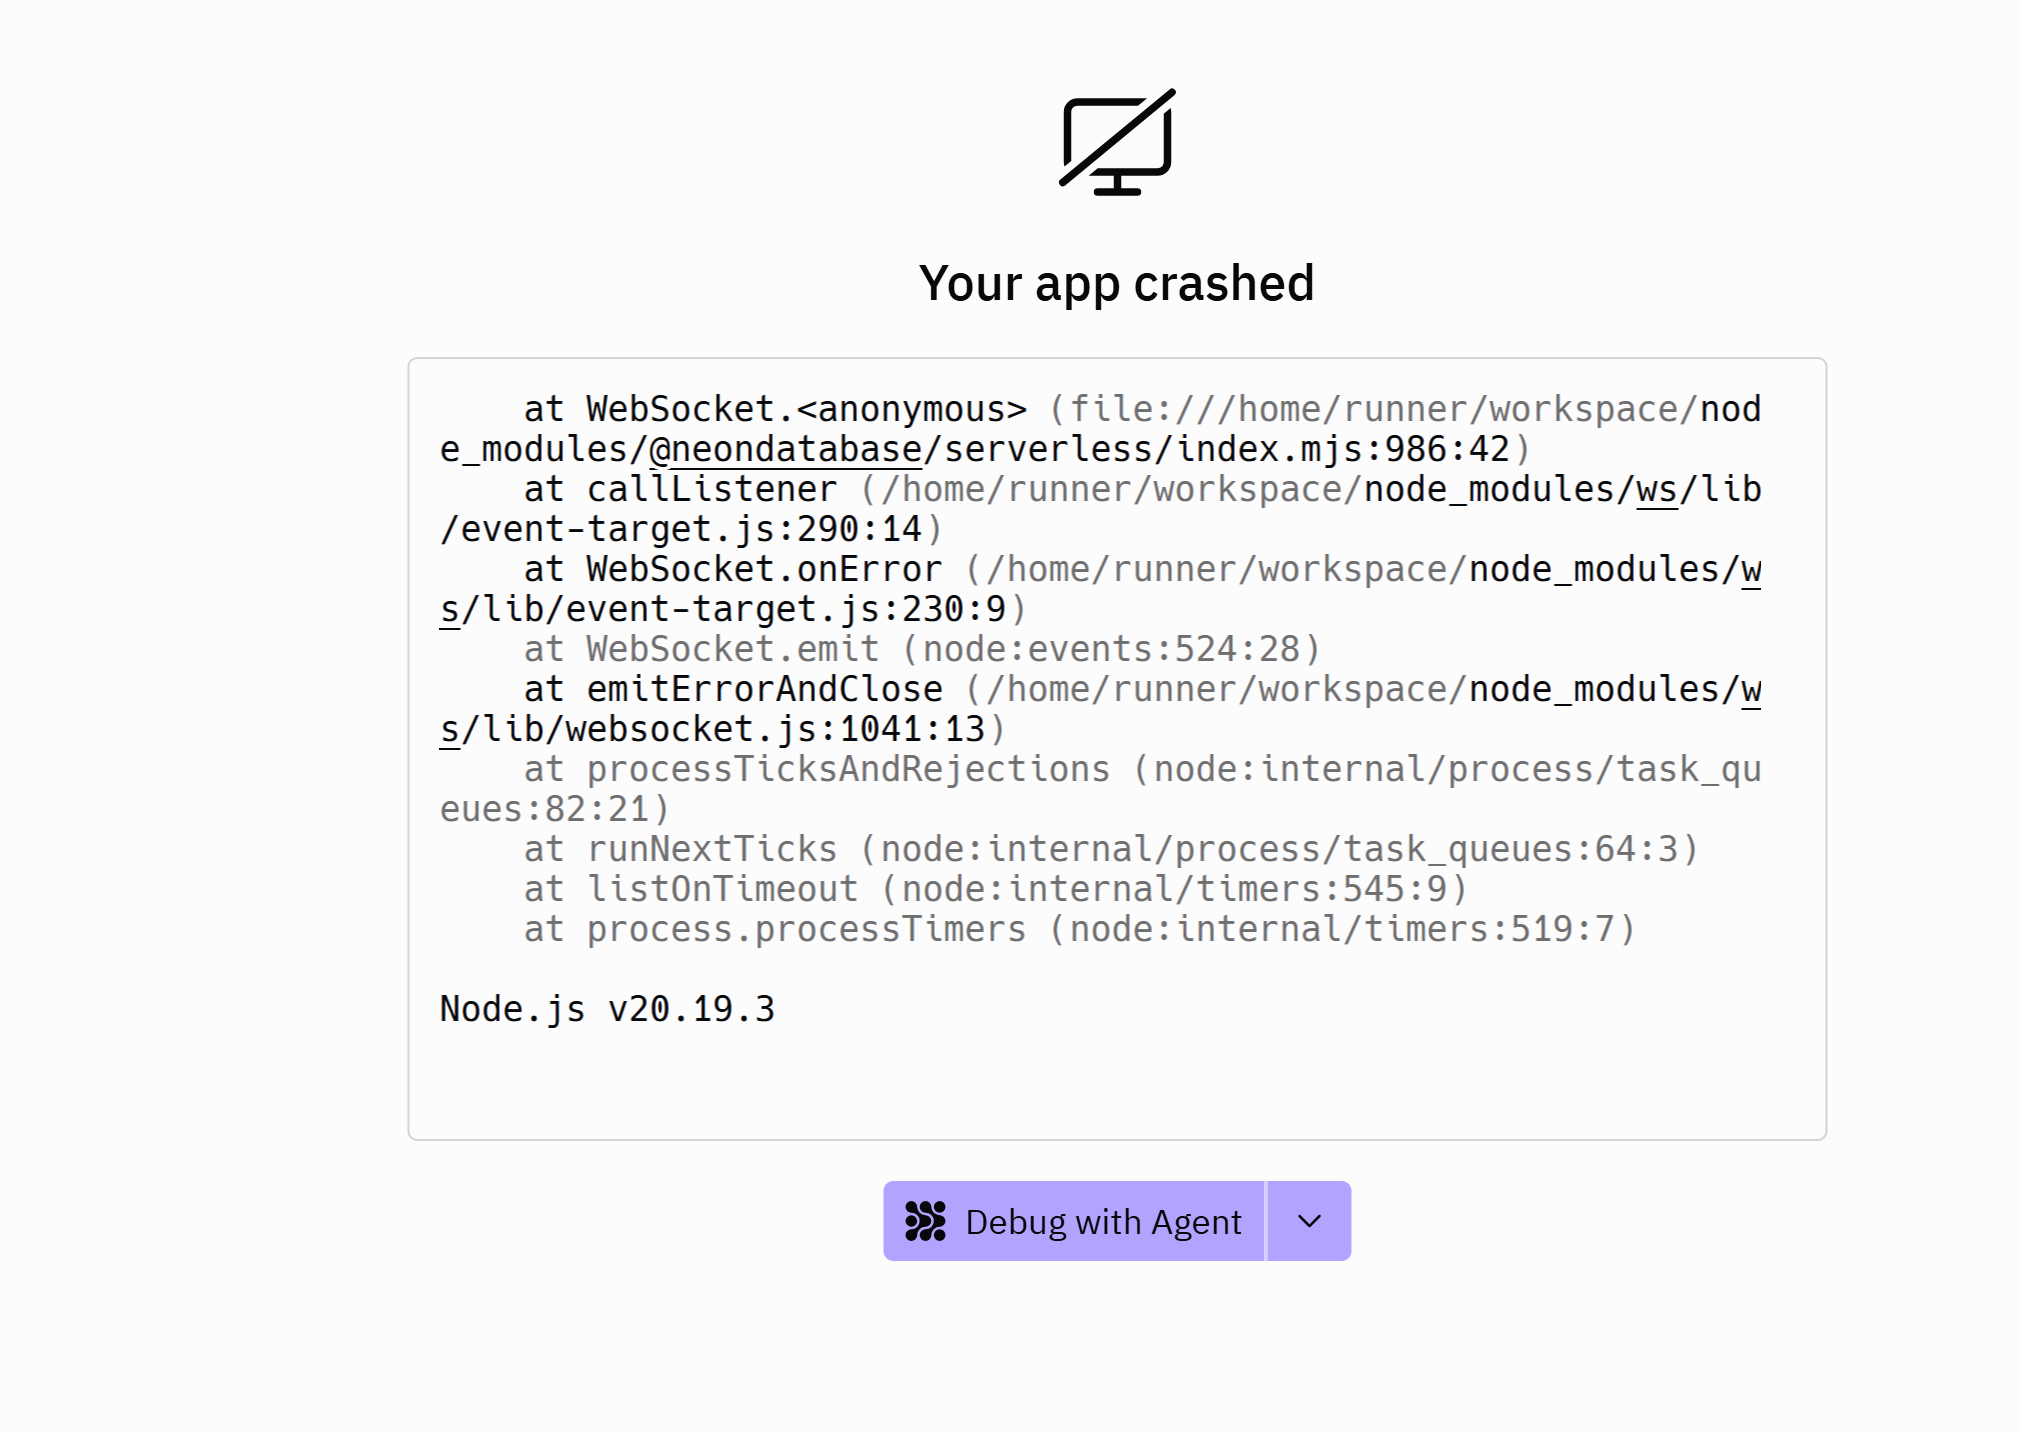 Your app crashed
at WebSocket.<anonymous> (file:///home/runner/workspace/nod
e_modules/@neondatabase/serverless/index.mjs:986:42)
at callListener (/home/runner/workspace/node_modules/ws/lib
/event-target.js:290:14)
at WebSocket.onError (/home/runner/workspace/node_modules/w
s/lib/event-target.js:230:9)
at WebSocket.emit (node:events:524:28)
at emitErrorAndClose (/home/runner/workspace/node_modules/w
s/lib/websocket.js:1041:13)
at processTicksAndRejections (node:internal/process/task_qu
eues:82:21)
at runNextTicks (node:internal/process/task_queues:64:3)
at listOnTimeout (node:internal/timers:545:9)
at process.processTimers (node:internal/timers:519:7)
Node.js v20.19.3
Debug with Agent